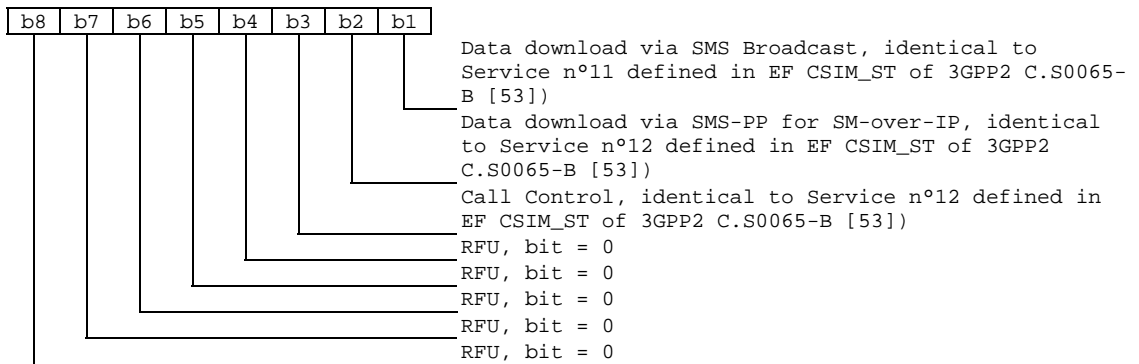 b8 b7 b6 b5 b4 b3 b2 b1
Data download via SMS Broadcast, identical to
Service nº11 defined in EF CSIM_ST of 3GPP2 C.S0065-
B [53])
Data download via SMS-PP for SM-over-IP, identical
to Service nº12 defined in EF CSIM_ST of 3GPP2
C.S0065-B [53])
Call Control, identical to Service nº12 defined in
EF CSIM_ST of 3GPP2 C.S0065-B [53])
RFU, bit = 0
RFU, bit = 0
RFU, bit = 0
RFU, bit = 0
RFU, bit = 0